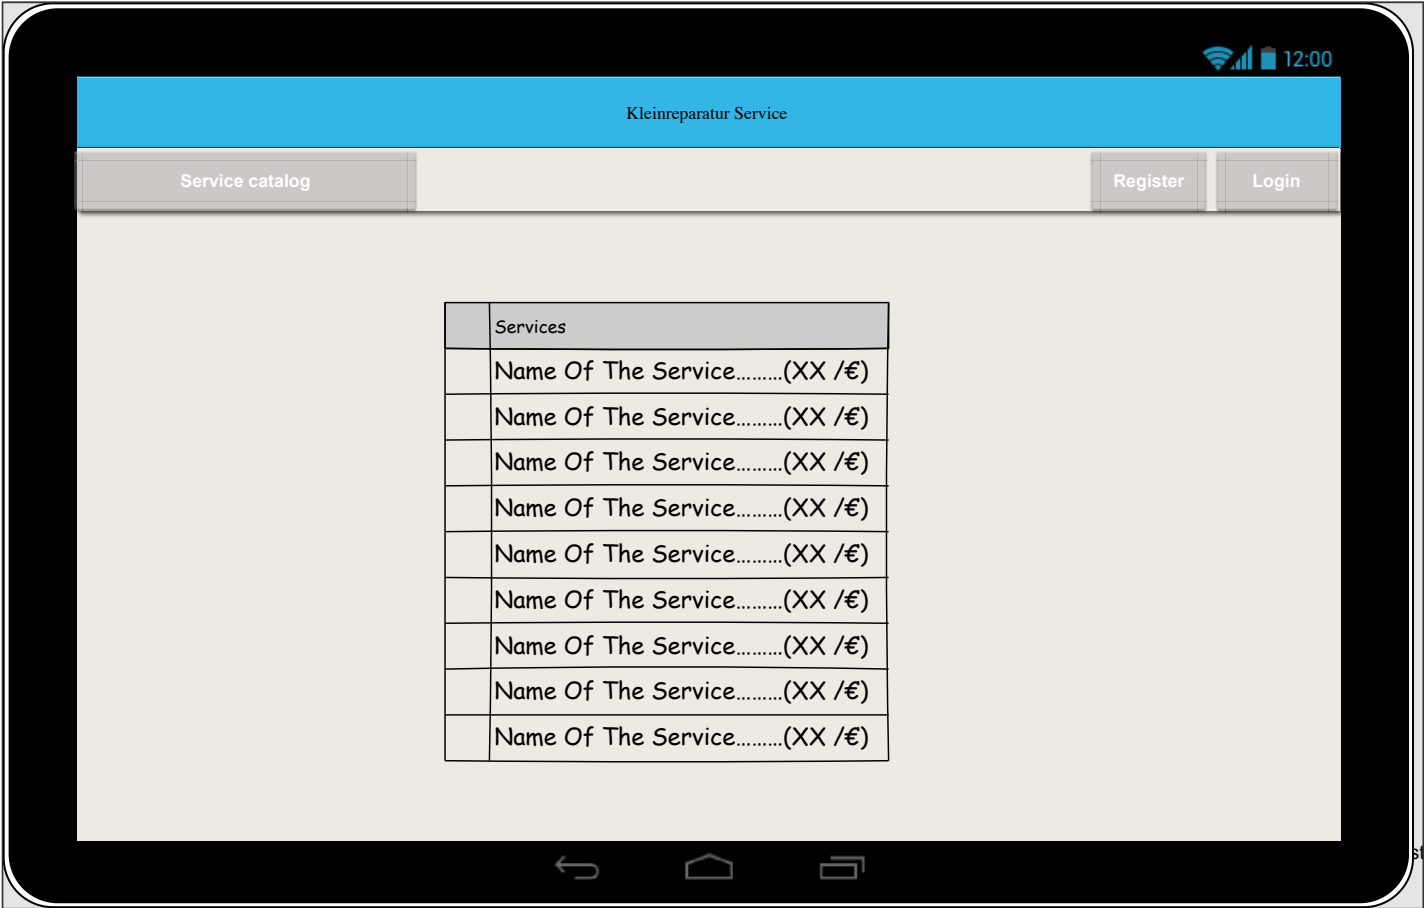 12:00
Kleinreparatur Service
Service catalog
Register
Login
Services
Name Of The Service.........(XX /€)
Name Of The Service.........(XX /€)
Name Of The Service.........(XX /€)
Name Of The Service.........(XX /€)
Name Of The Service.........(XX /€)
Name Of The Service.........(XX /€)
Name Of The Service.........(XX /€)
Name Of The Service.........(XX /€)
Name Of The Service.........(XX /€)